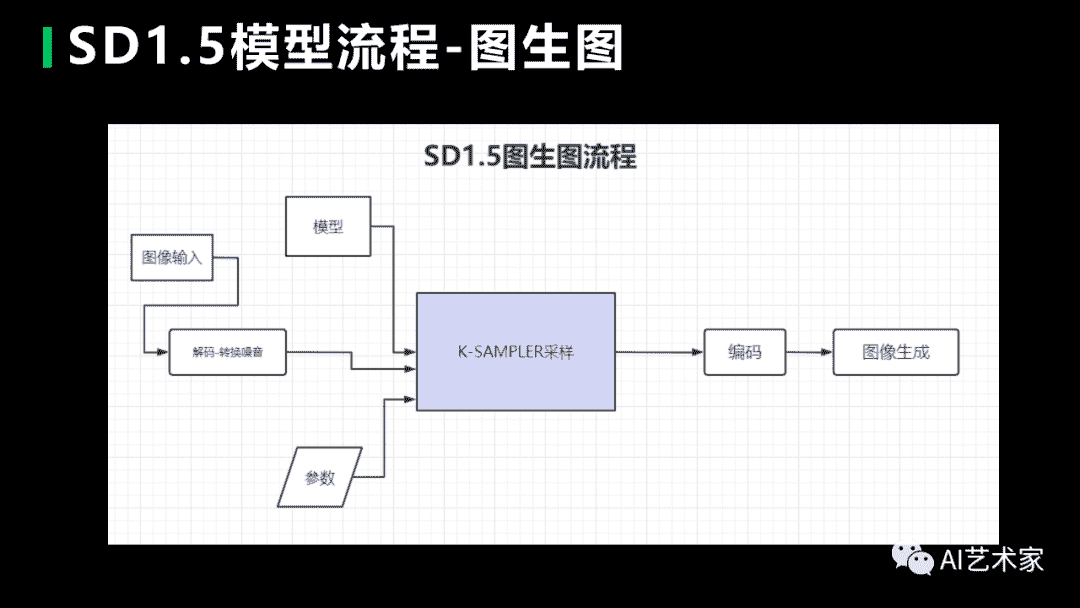 SD1.5模型流程-图生图
SD1.5图生图流程
模型
图像输入
解码-转换噪音
K-SAMPLER采样
编码
图像生成
参数
AI艺术家